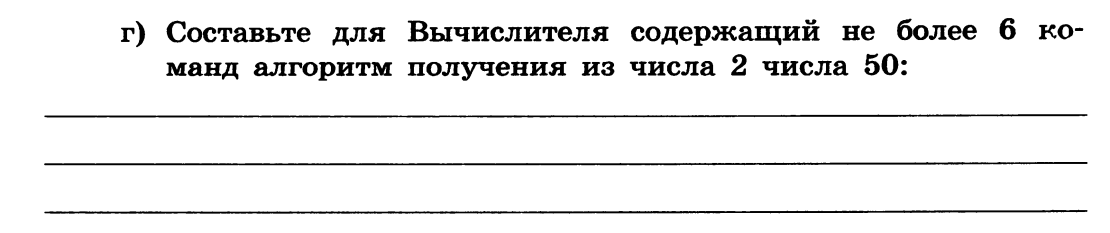 г) Составьте для Вычислителя содержащий не более 6 ко-
манд алгоритм получения из числа 2 числа 50: